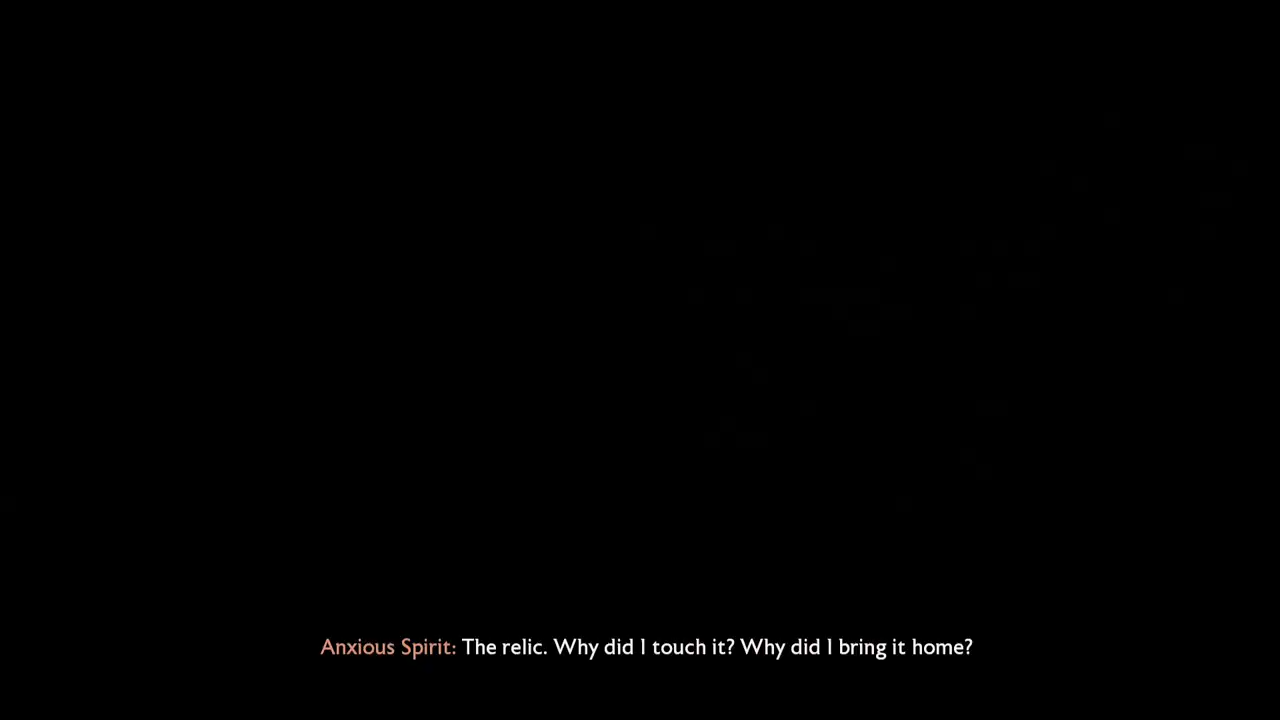 Anxious Spirit: The relic. Why did I touch it? Why did I bring it home?